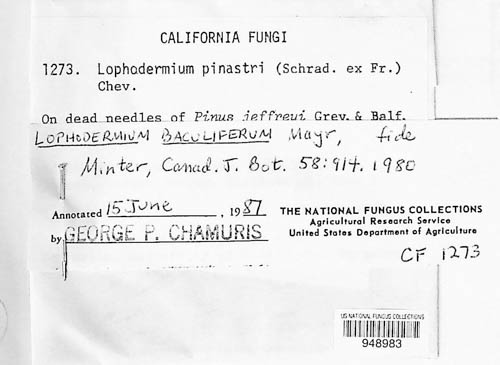 CALIFORNIA FUNGI
1273. Lophodermium pinastri (Schrad. ex Fr.)
Chev.
On dead needles of Pinus jeffreyi Grev. & Balf.
LOPHODERMIUM BACULIFERUM Mayr, fide
Minter, Canad. J. Bot. 58:914. 1980
Annotated 15 June, 1987
by GEORGE P. CHAMURIS
THE NATIONAL FUNGUS COLLECTIONS
Agricultural Research Service
United States Department of Agriculture
CF 1273
US NATIONAL FUNGUS COLLECTIONS
948983